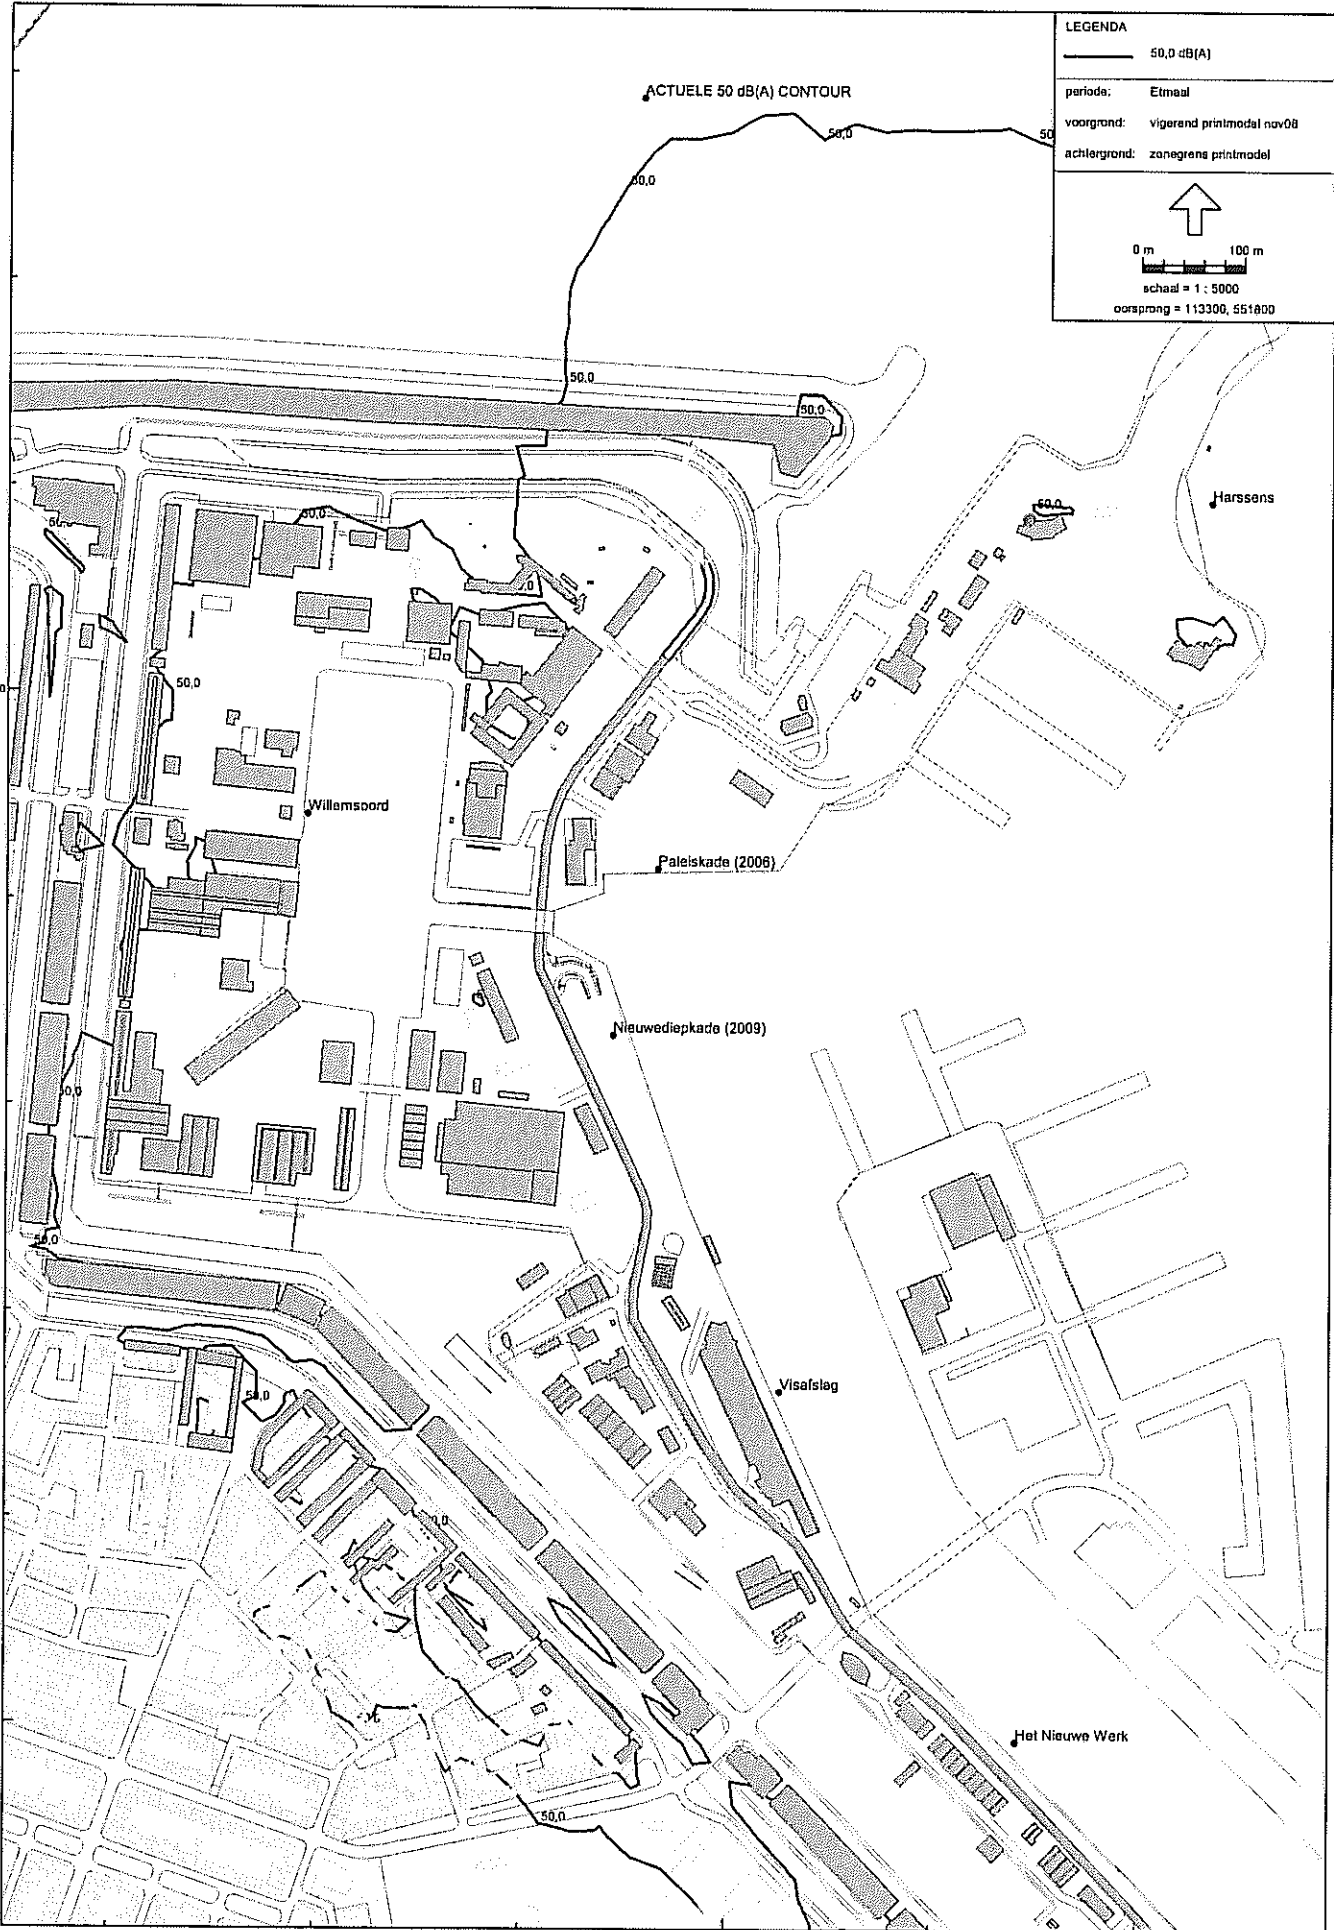 LEGENDA
50,0 dB(A)
periode: Etmaal
voorgrond: vigerend printmodel nov08
achtergrond: zonegrens printmodel
0 m 100 m
schaal = 1 : 5000
oorsprong = 113300, 551800
ACTUELE 50 dB(A) CONTOUR
50,0
50
50,0
50,0
50,0
50,0
Harssens
50,0
50,0
Willemsoord
Paleiskade (2006)
Nieuwediepkade (2009)
50,0
50,0
Visafslag
50,0
Het Nieuwe Werk
50,0